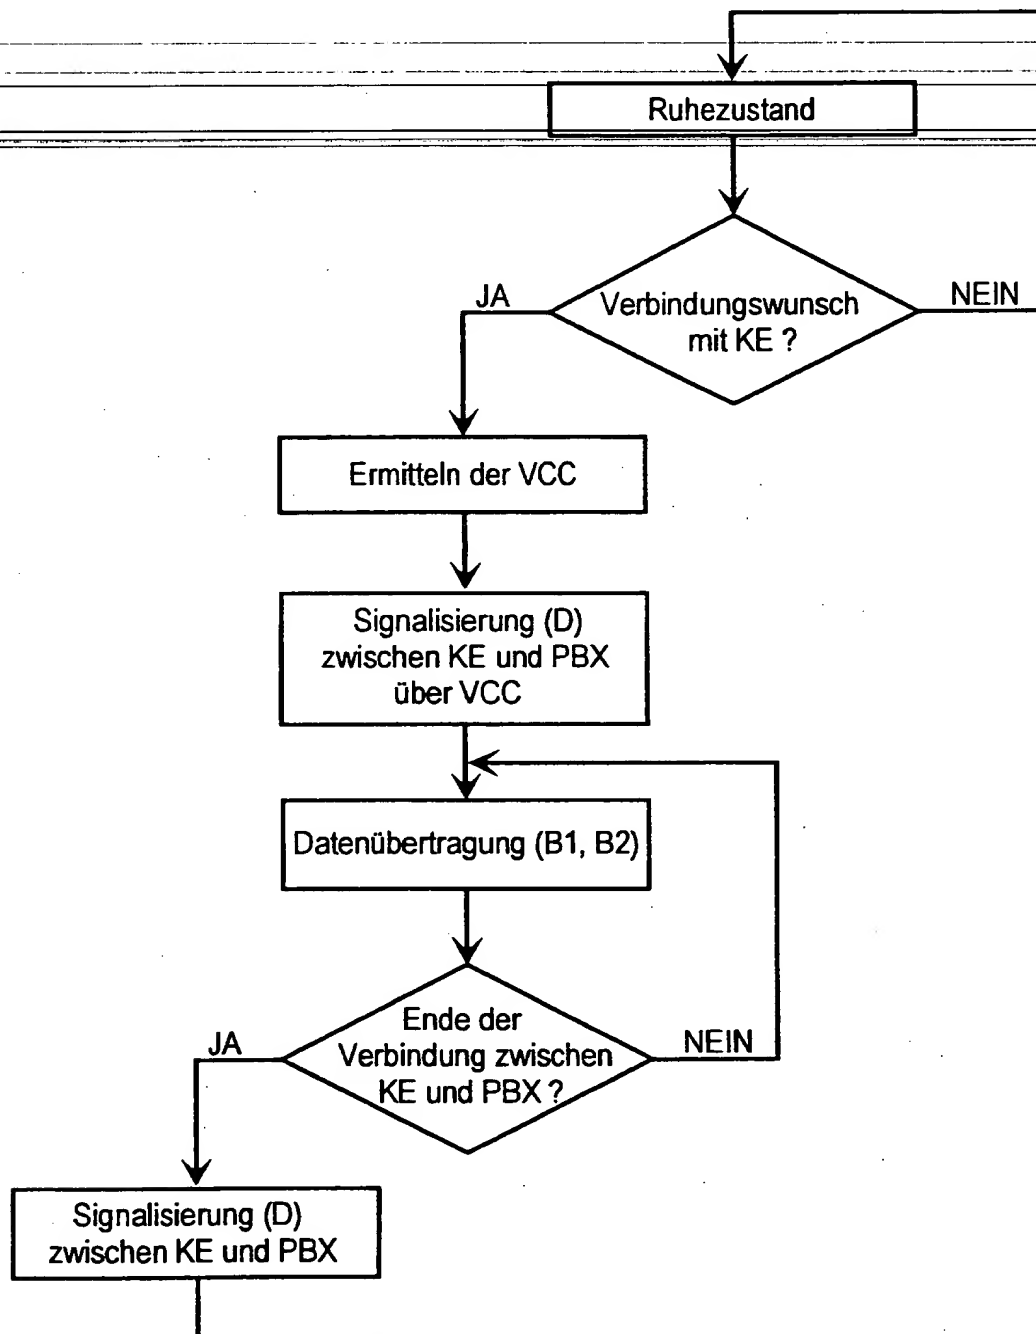 Ruhezustand
JA
Verbindungswunsch
mit KE ?
NEIN
Ermitteln der VCC
Signalisierung (D)
zwischen KE und PBX
über VCC
Datenübertragung (B1, B2)
JA
Ende der
Verbindung zwischen
KE und PBX ?
NEIN
Signalisierung (D)
zwischen KE und PBX